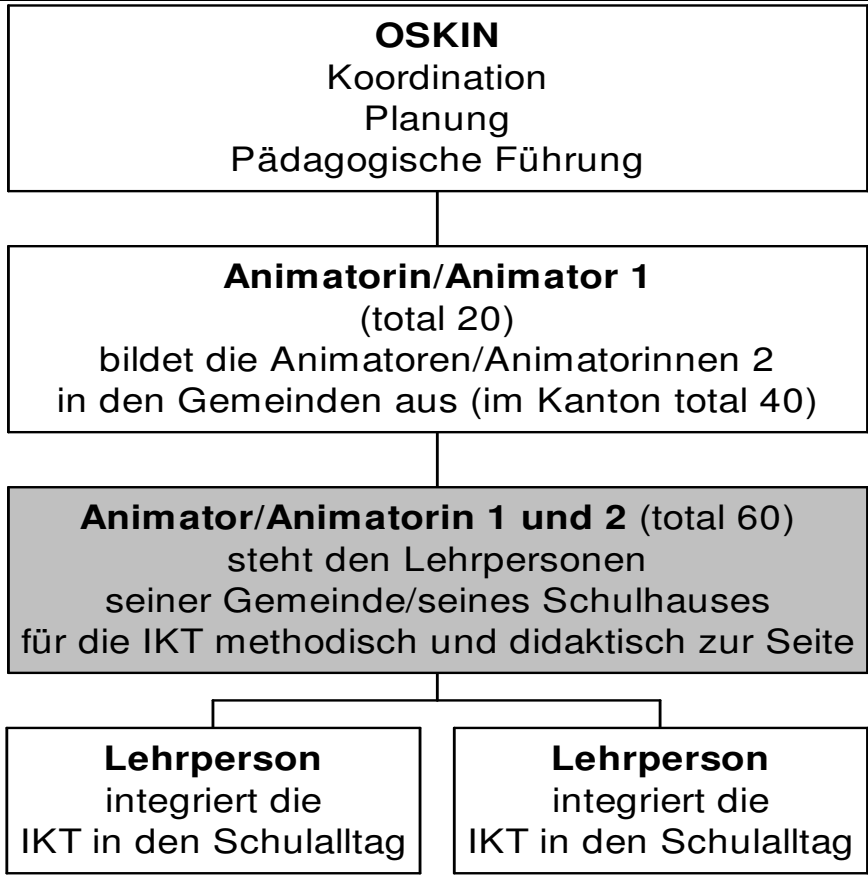 OSKIN
Koordination
Planung
Pädagogische Führung
Animatorin/Animator 1
(total 20)
bildet die Animatoren/Animatorinnen 2
in den Gemeinden aus (im Kanton total 40)
Animator/Animatorin 1 und 2 (total 60)
steht den Lehrpersonen
seiner Gemeinde/seines Schulhauses
für die IKT methodisch und didaktisch zur Seite
Lehrperson
integriert die
IKT in den Schulalltag
Lehrperson
integriert die
IKT in den Schulalltag